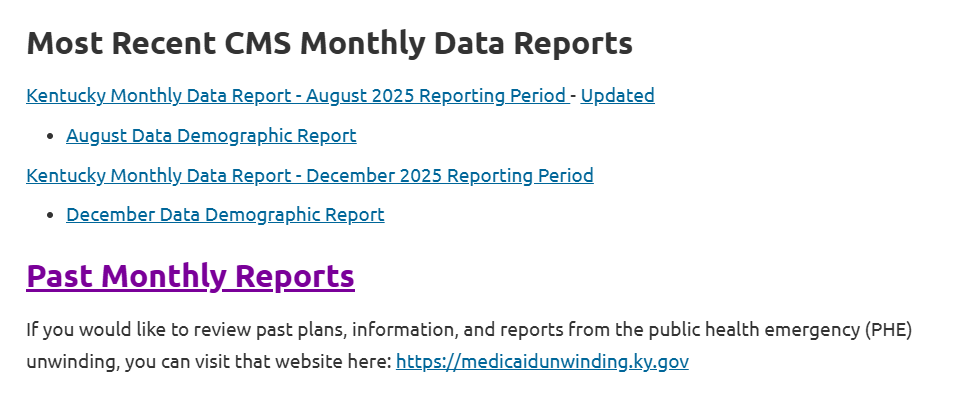 Most Recent CMS Monthly Data Reports
Kentucky Monthly Data Report - August 2025 Reporting Period - Updated
• August Data Demographic Report
Kentucky Monthly Data Report - December 2025 Reporting Period
• December Data Demographic Report
Past Monthly Reports
If you would like to review past plans, information, and reports from the public health emergency (PHE)
unwinding, you can visit that website here: https://medicaidunwinding.ky.gov